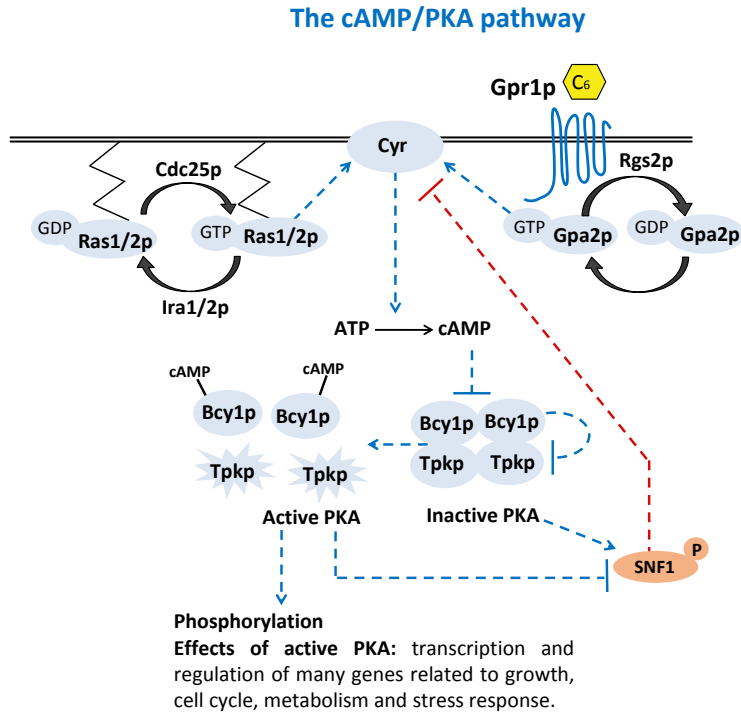 The cAMP/PKA pathway
Gpr1p
C6
Cyr
Cdc25p
Rgs2p
GDP
Ras1/2p
GTP
Ras1/2p
GTP
Gpa2p
GDP
Gpa2p
Ira1/2p
ATP
cAMP
cAMP
cAMP
Bcy1p
Bcy1p
Bcy1p
Bcy1p
Tpkp
Tpkp
Tpkp
Tpkp
Active PKA
Inactive PKA
P
SNF1
Phosphorylation
Effects of active PKA: transcription and
regulation of many genes related to growth,
cell cycle, metabolism and stress response.